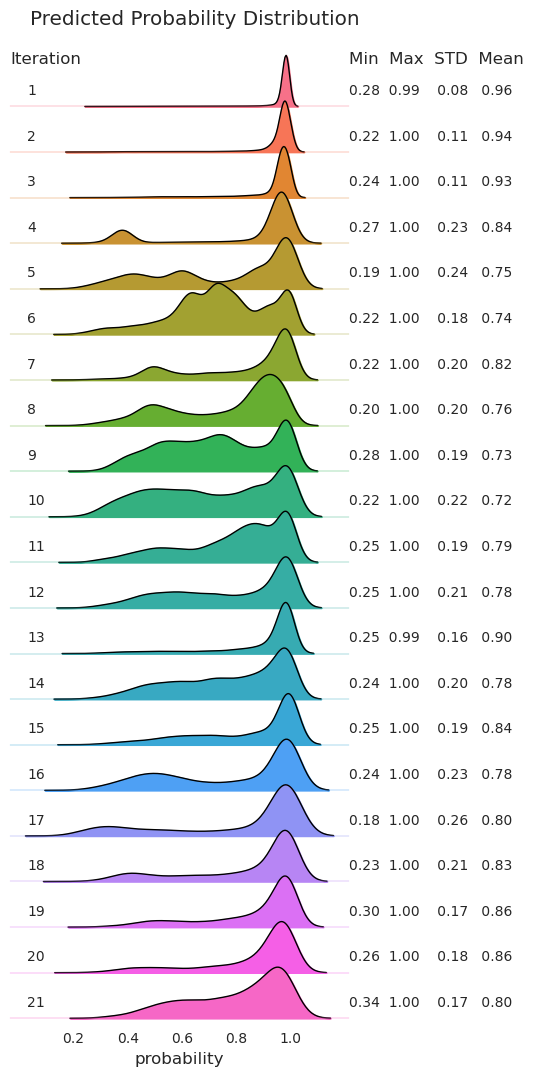 Predicted Probability Distribution
Iteration Min Max STD Mean
1 0.28 0.99 0.08 0.96
2 0.22 1.00 0.11 0.94
3 0.24 1.00 0.11 0.93
4 0.27 1.00 0.23 0.84
5 0.19 1.00 0.24 0.75
6 0.22 1.00 0.18 0.74
7 0.22 1.00 0.20 0.82
8 0.20 1.00 0.20 0.76
9 0.28 1.00 0.19 0.73
10 0.22 1.00 0.22 0.72
11 0.25 1.00 0.19 0.79
12 0.25 1.00 0.21 0.78
13 0.25 0.99 0.16 0.90
14 0.24 1.00 0.20 0.78
15 0.25 1.00 0.19 0.84
16 0.24 1.00 0.23 0.78
17 0.18 1.00 0.26 0.80
18 0.23 1.00 0.21 0.83
19 0.30 1.00 0.17 0.86
20 0.26 1.00 0.18 0.86
21 0.34 1.00 0.17 0.80
0.2 0.4 0.6 0.8 1.0
probability